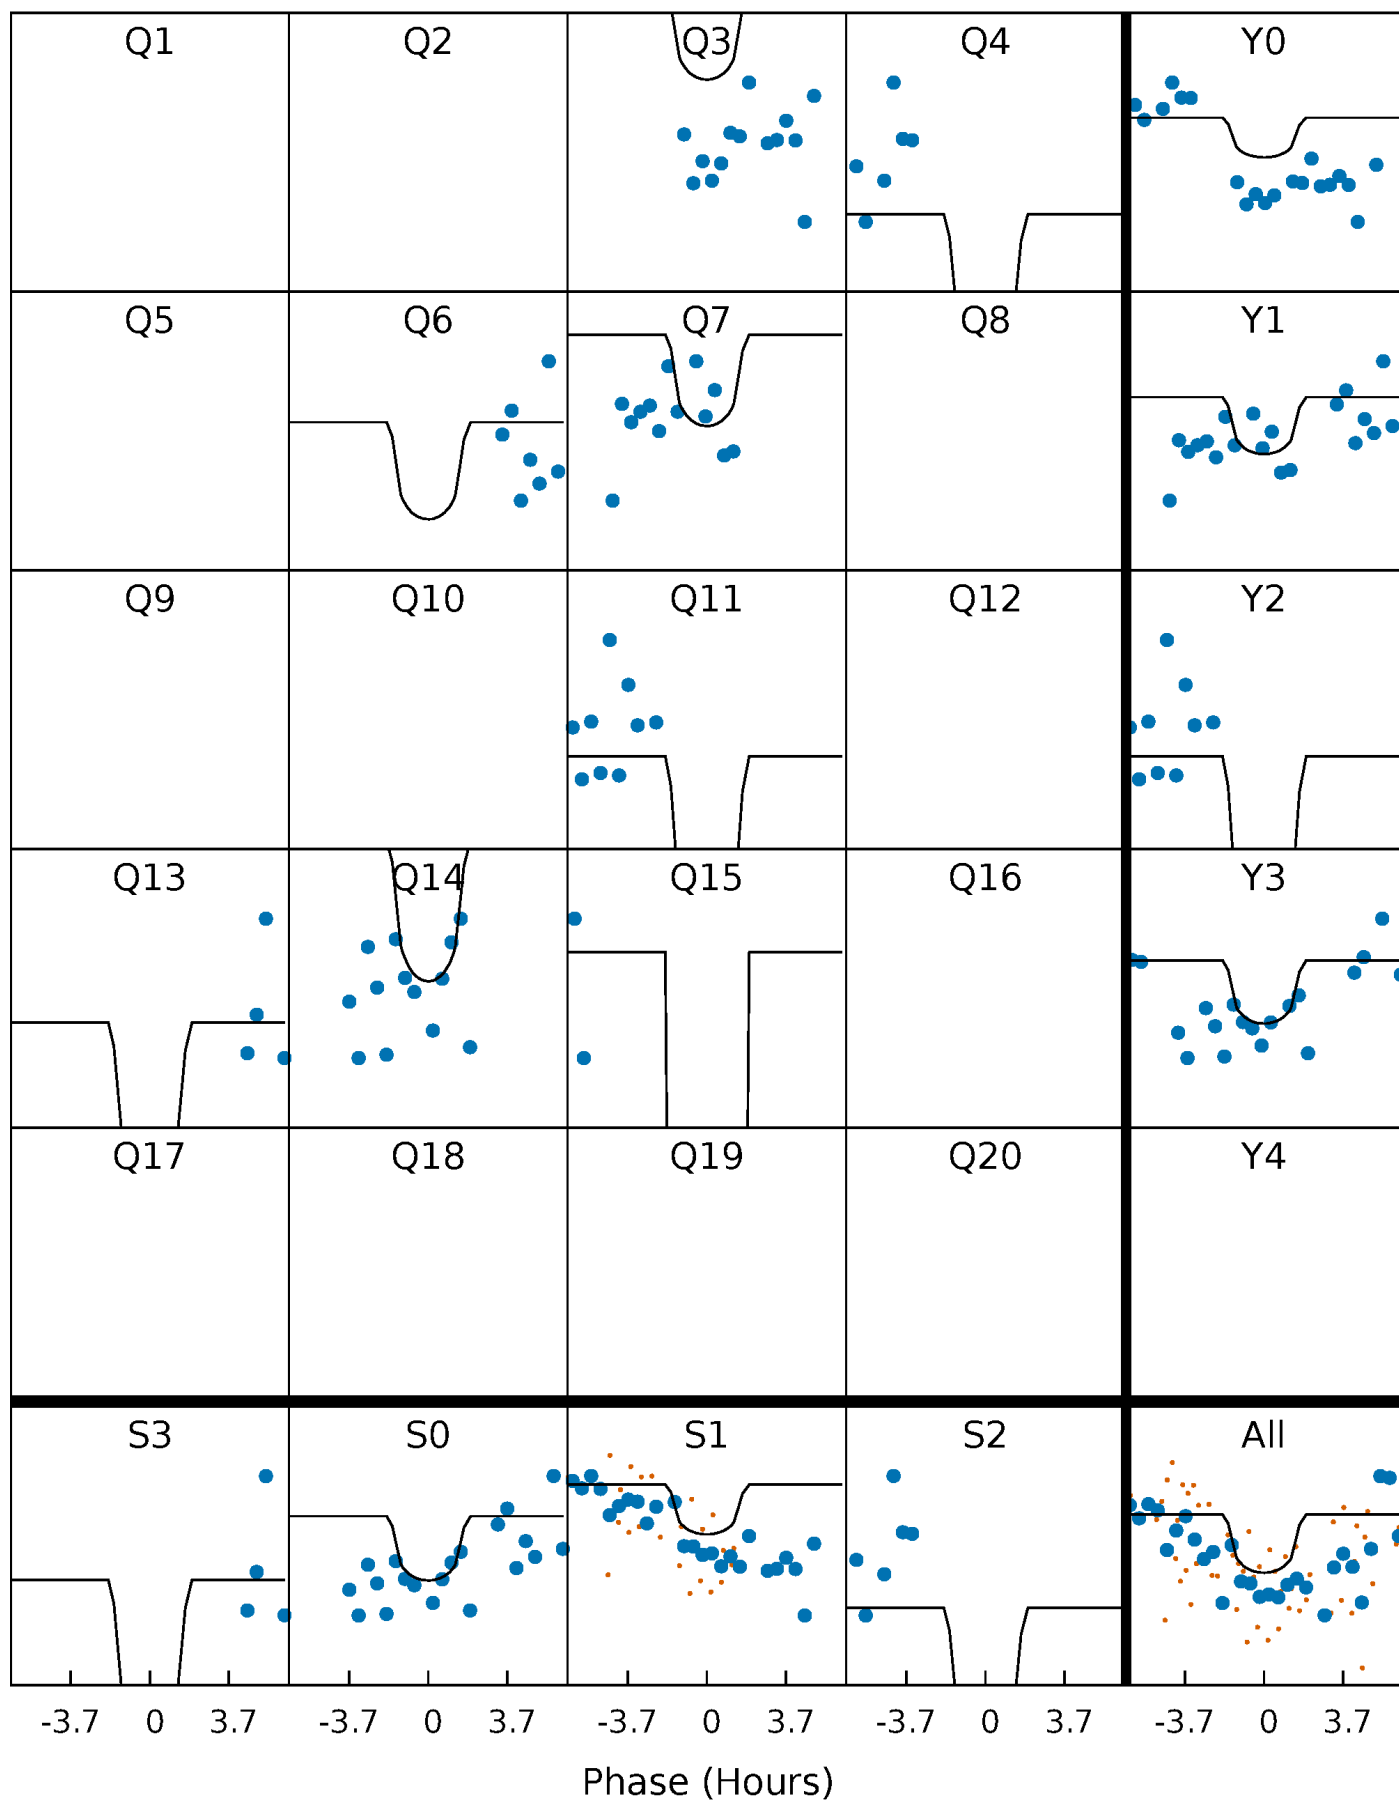 Q1 Q2 Q3 Q4 Y0
Q5 Q6 Q7 Q8 Y1
Q9 Q10 Q11 Q12 Y2
Q13 Q14 Q15 Q16 Y3
Q17 Q18 Q19 Q20 Y4
S3 S0 S1 S2 All
-3.7 0 3.7 -3.7 0 3.7 -3.7 0 3.7 -3.7 0 3.7 -3.7 0 3.7
Phase (Hours)